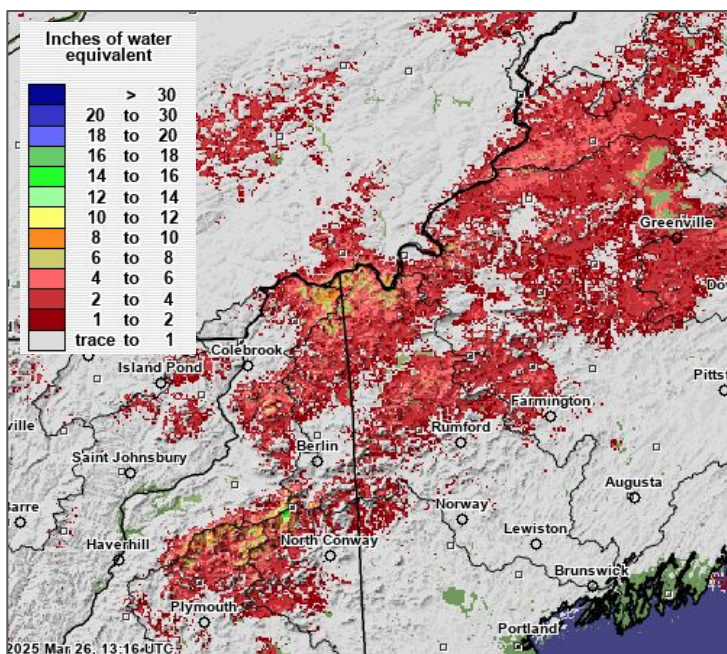 Inches of water
equivalent
> 30
20 to 30
18 to 20
16 to 18
14 to 16
12 to 14
10 to 12
8 to 10
6 to 8
4 to 6
2 to 4
1 to 2
trace to 1
Greenville
Do
Colebrook
Island Pond
Pitts
Farmington
ville
Rumford
Berlin
Saint Johnsbury
Augusta
Barre
Norway
Lewiston
Haverhill
North Conway
Brunswick
Plymouth
Portland
2025 Mar 26, 13:16 UTC